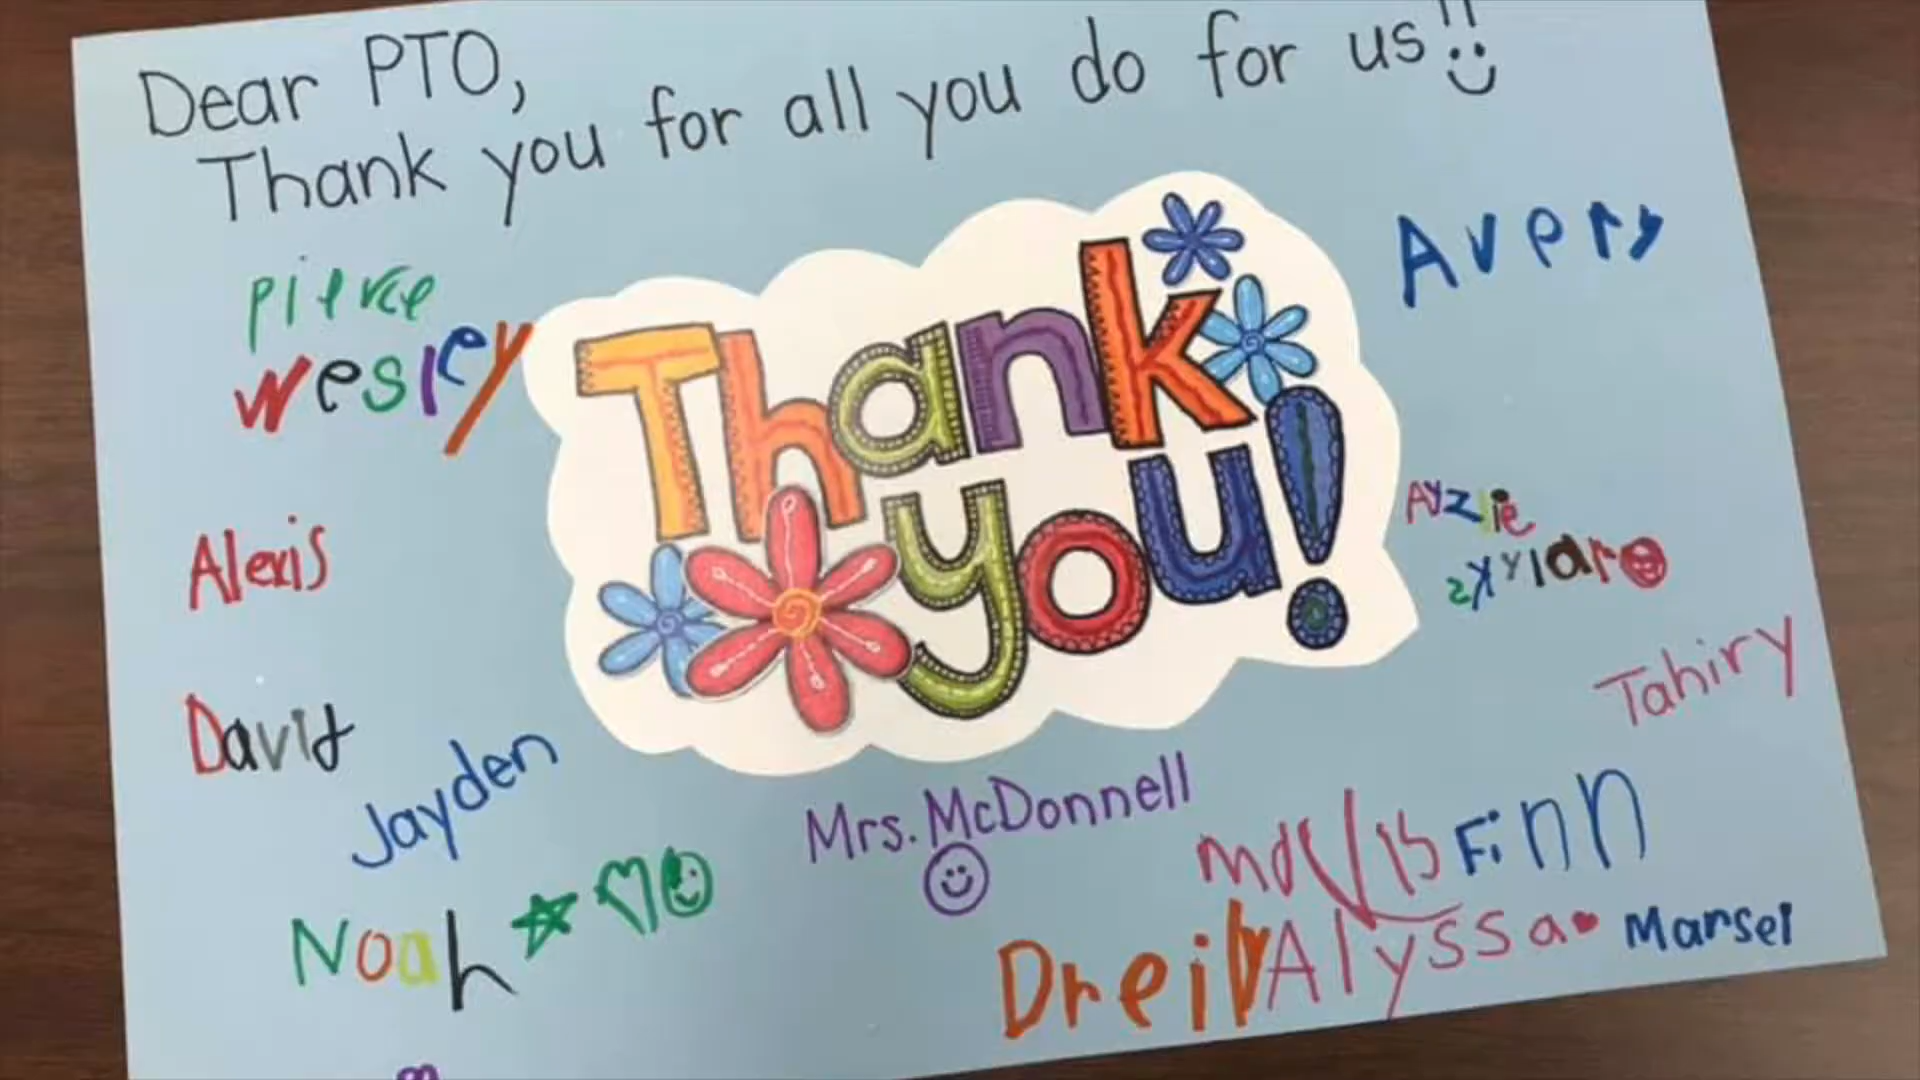 Dear PTO,
Thank you for all you do for us!!
Pierce
Wesley
Avery
Thank
you!
Alexis
Ayzlie
Tahiry
David
Jayden
Mrs. McDonnell
Finn
Noah
Alyssa
Marsel